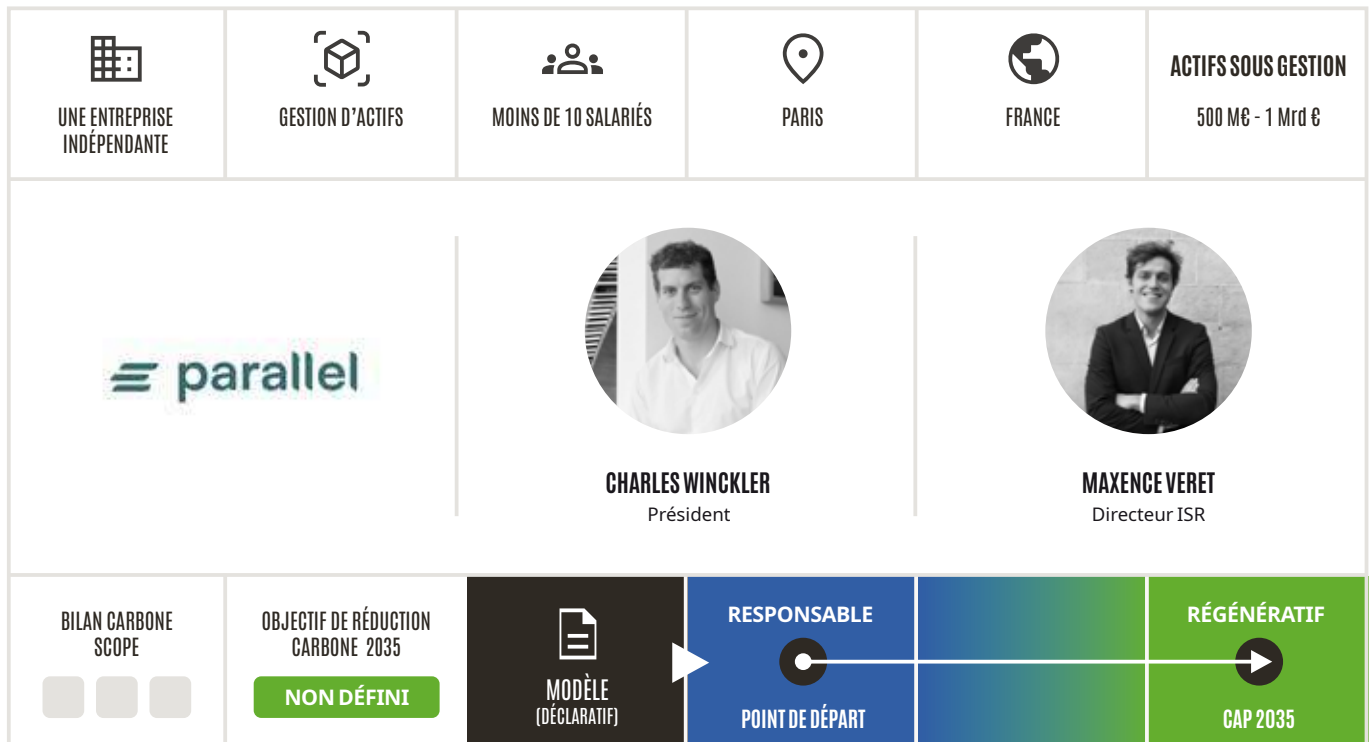 UNE ENTREPRISE
INDÉPENDANTE
GESTION D'ACTIFS
MOINS DE 10 SALARIÉS
PARIS
FRANCE
ACTIFS SOUS GESTION
500 M€ - 1 Mrd €
parallel
CHARLES WINCKLER
Président
MAXENCE VERET
Directeur ISR
BILAN CARBONE
SCOPE
OBJECTIF DE RÉDUCTION
CARBONE 2035
NON DÉFINI
MODÈLE
(DÉCLARATIF)
RESPONSABLE
POINT DE DÉPART
RÉGÉNÉRATIF
CAP 2035